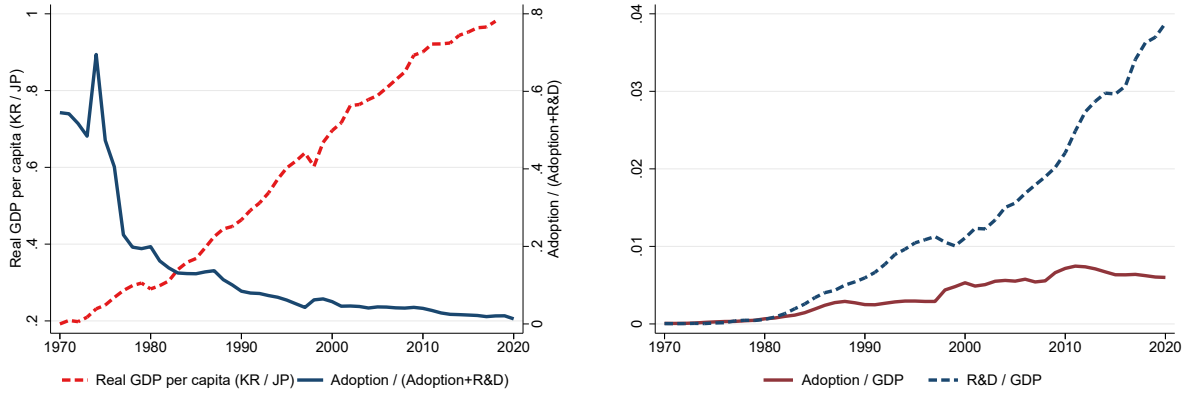 Real GDP per capita (KR / JP)
1
.8
.6
.4
.2
Adoption / (Adoption+R&D)
.8
.6
.4
.2
0
1970 1980 1990 2000 2010 2020
Real GDP per capita (KR / JP) Adoption / (Adoption+R&D)
.04
.03
.02
.01
0
1970 1980 1990 2000 2010 2020
Adoption / GDP R&D / GDP